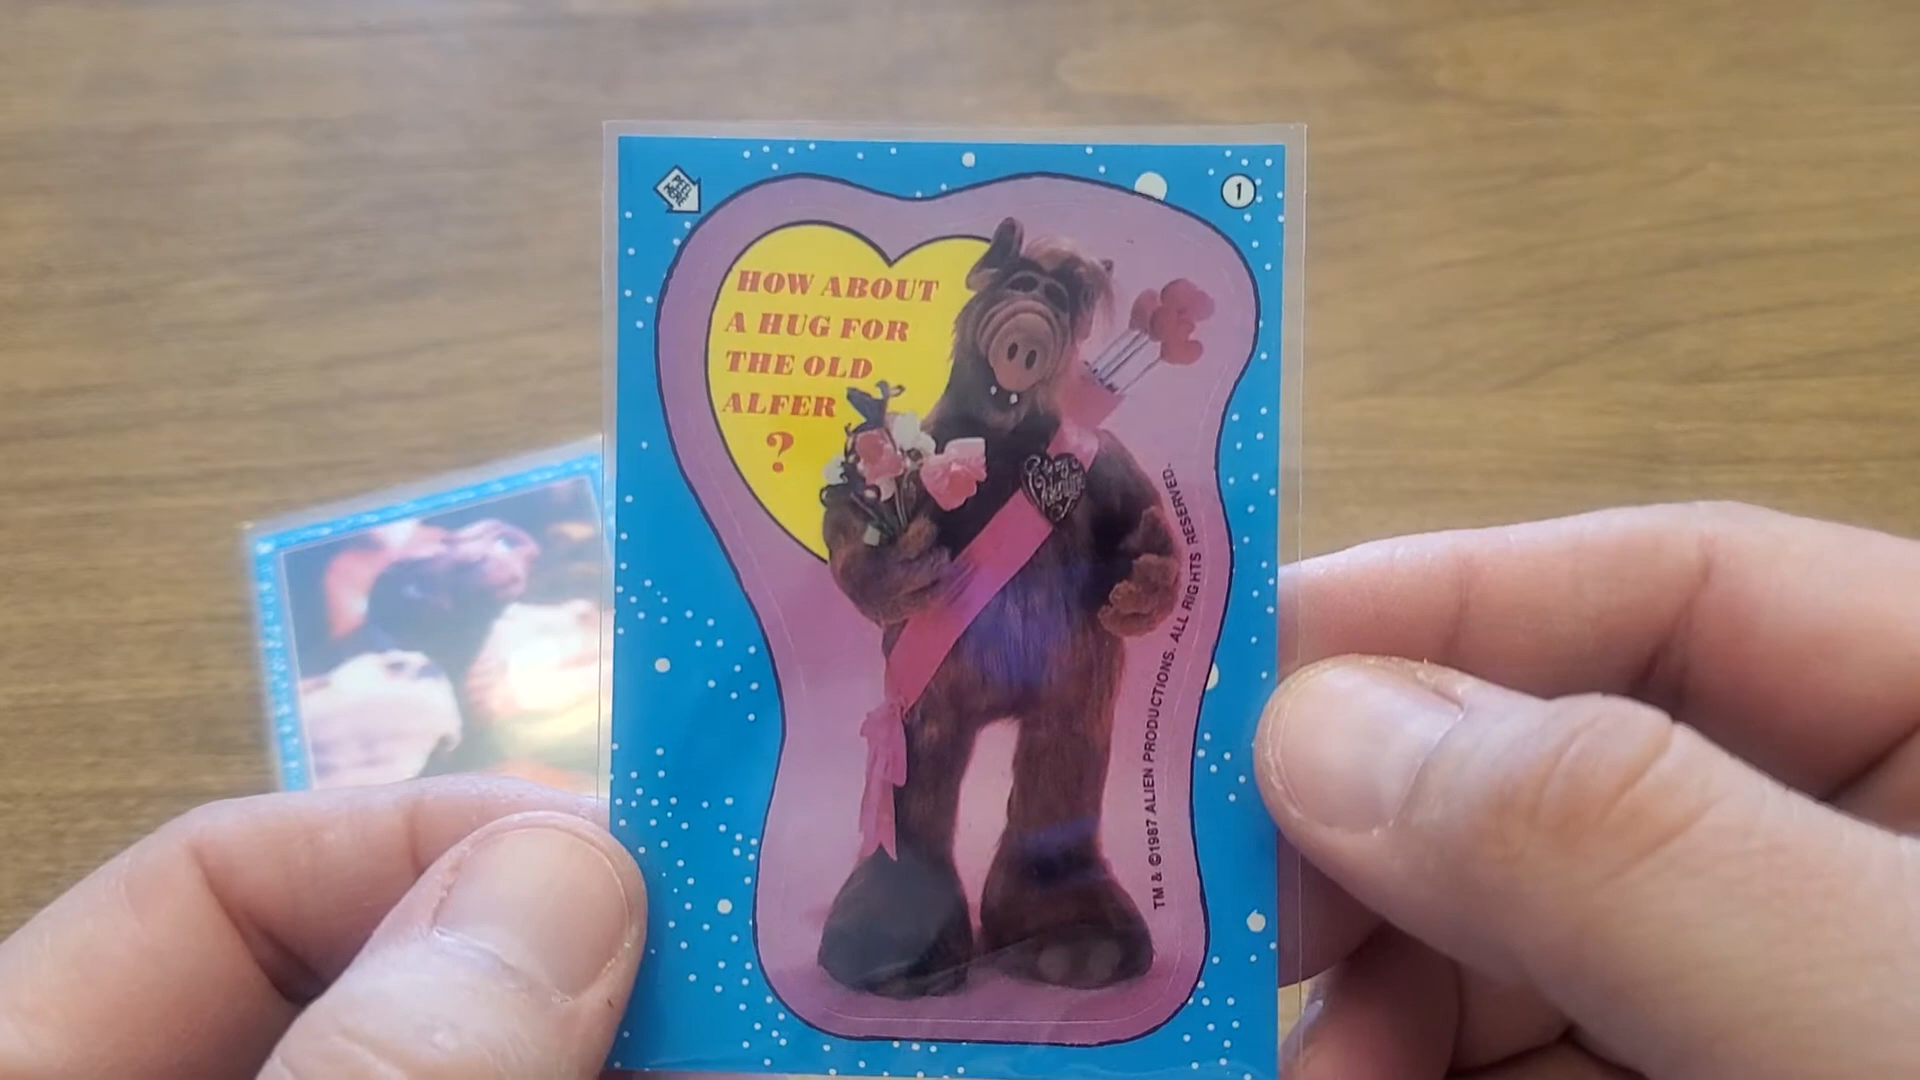 1
HOW ABOUT
A HUG FOR
THE OLD
ALFER
?
TM & ©1987 ALIEN PRODUCTIONS. ALL RIGHTS RESERVED.